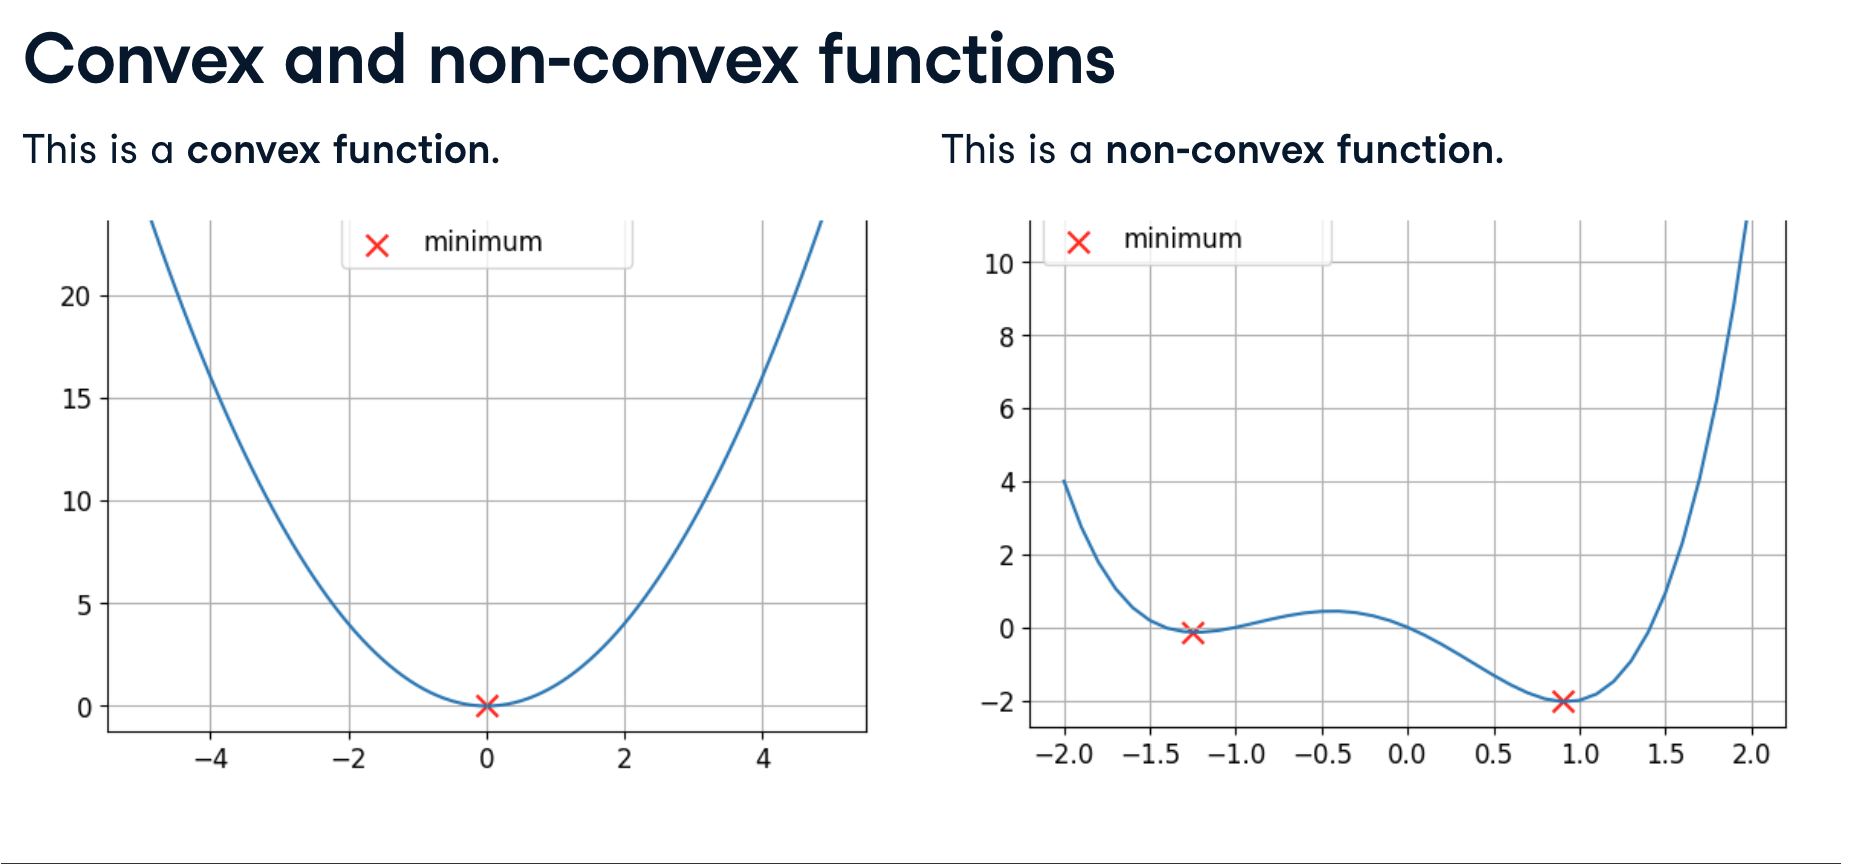 Convex and non-convex functions
This is a convex function.
This is a non-convex function.
minimum
20
15
10
5
0
−4 −2 0 2 4
minimum
10
8
6
4
2
0
−2
−2.0 −1.5 −1.0 −0.5 0.0 0.5 1.0 1.5 2.0